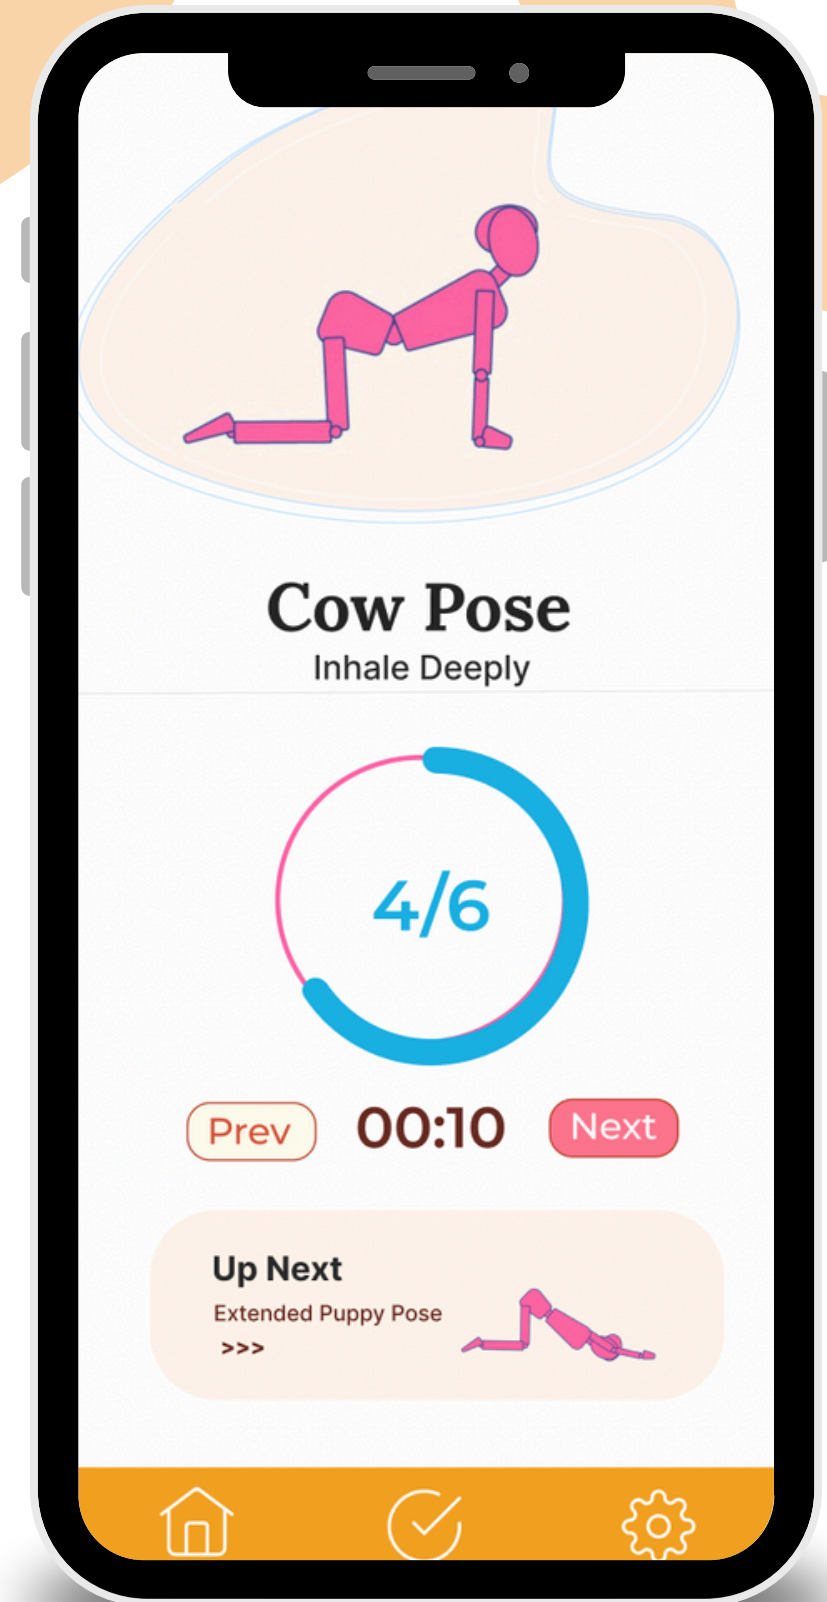 Cow Pose
Inhale Deeply
4/6
Prev 00:10 Next
Up Next
Extended Puppy Pose
>>>